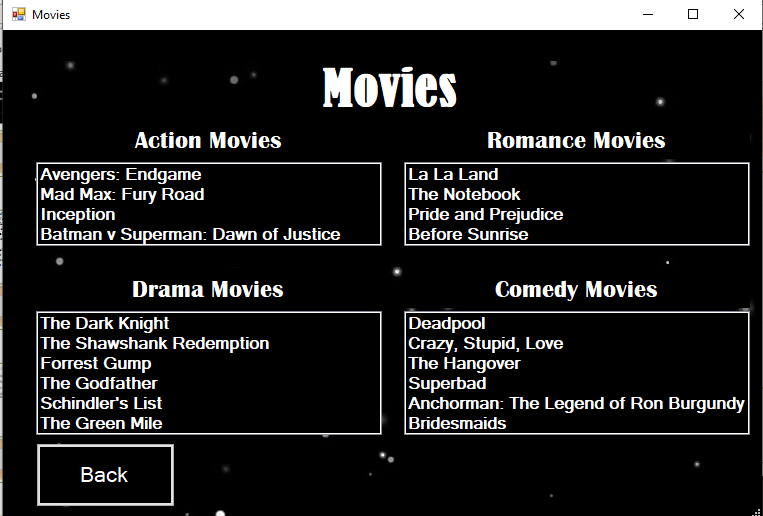 Movies
Movies
Action Movies
Avengers: Endgame
Mad Max: Fury Road
Inception
Batman v Superman: Dawn of Justice
Romance Movies
La La Land
The Notebook
Pride and Prejudice
Before Sunrise
Drama Movies
The Dark Knight
The Shawshank Redemption
Forrest Gump
The Godfather
Schindler's List
The Green Mile
Comedy Movies
Deadpool
Crazy, Stupid, Love
The Hangover
Superbad
Anchorman: The Legend of Ron Burgundy
Bridesmaids
Back